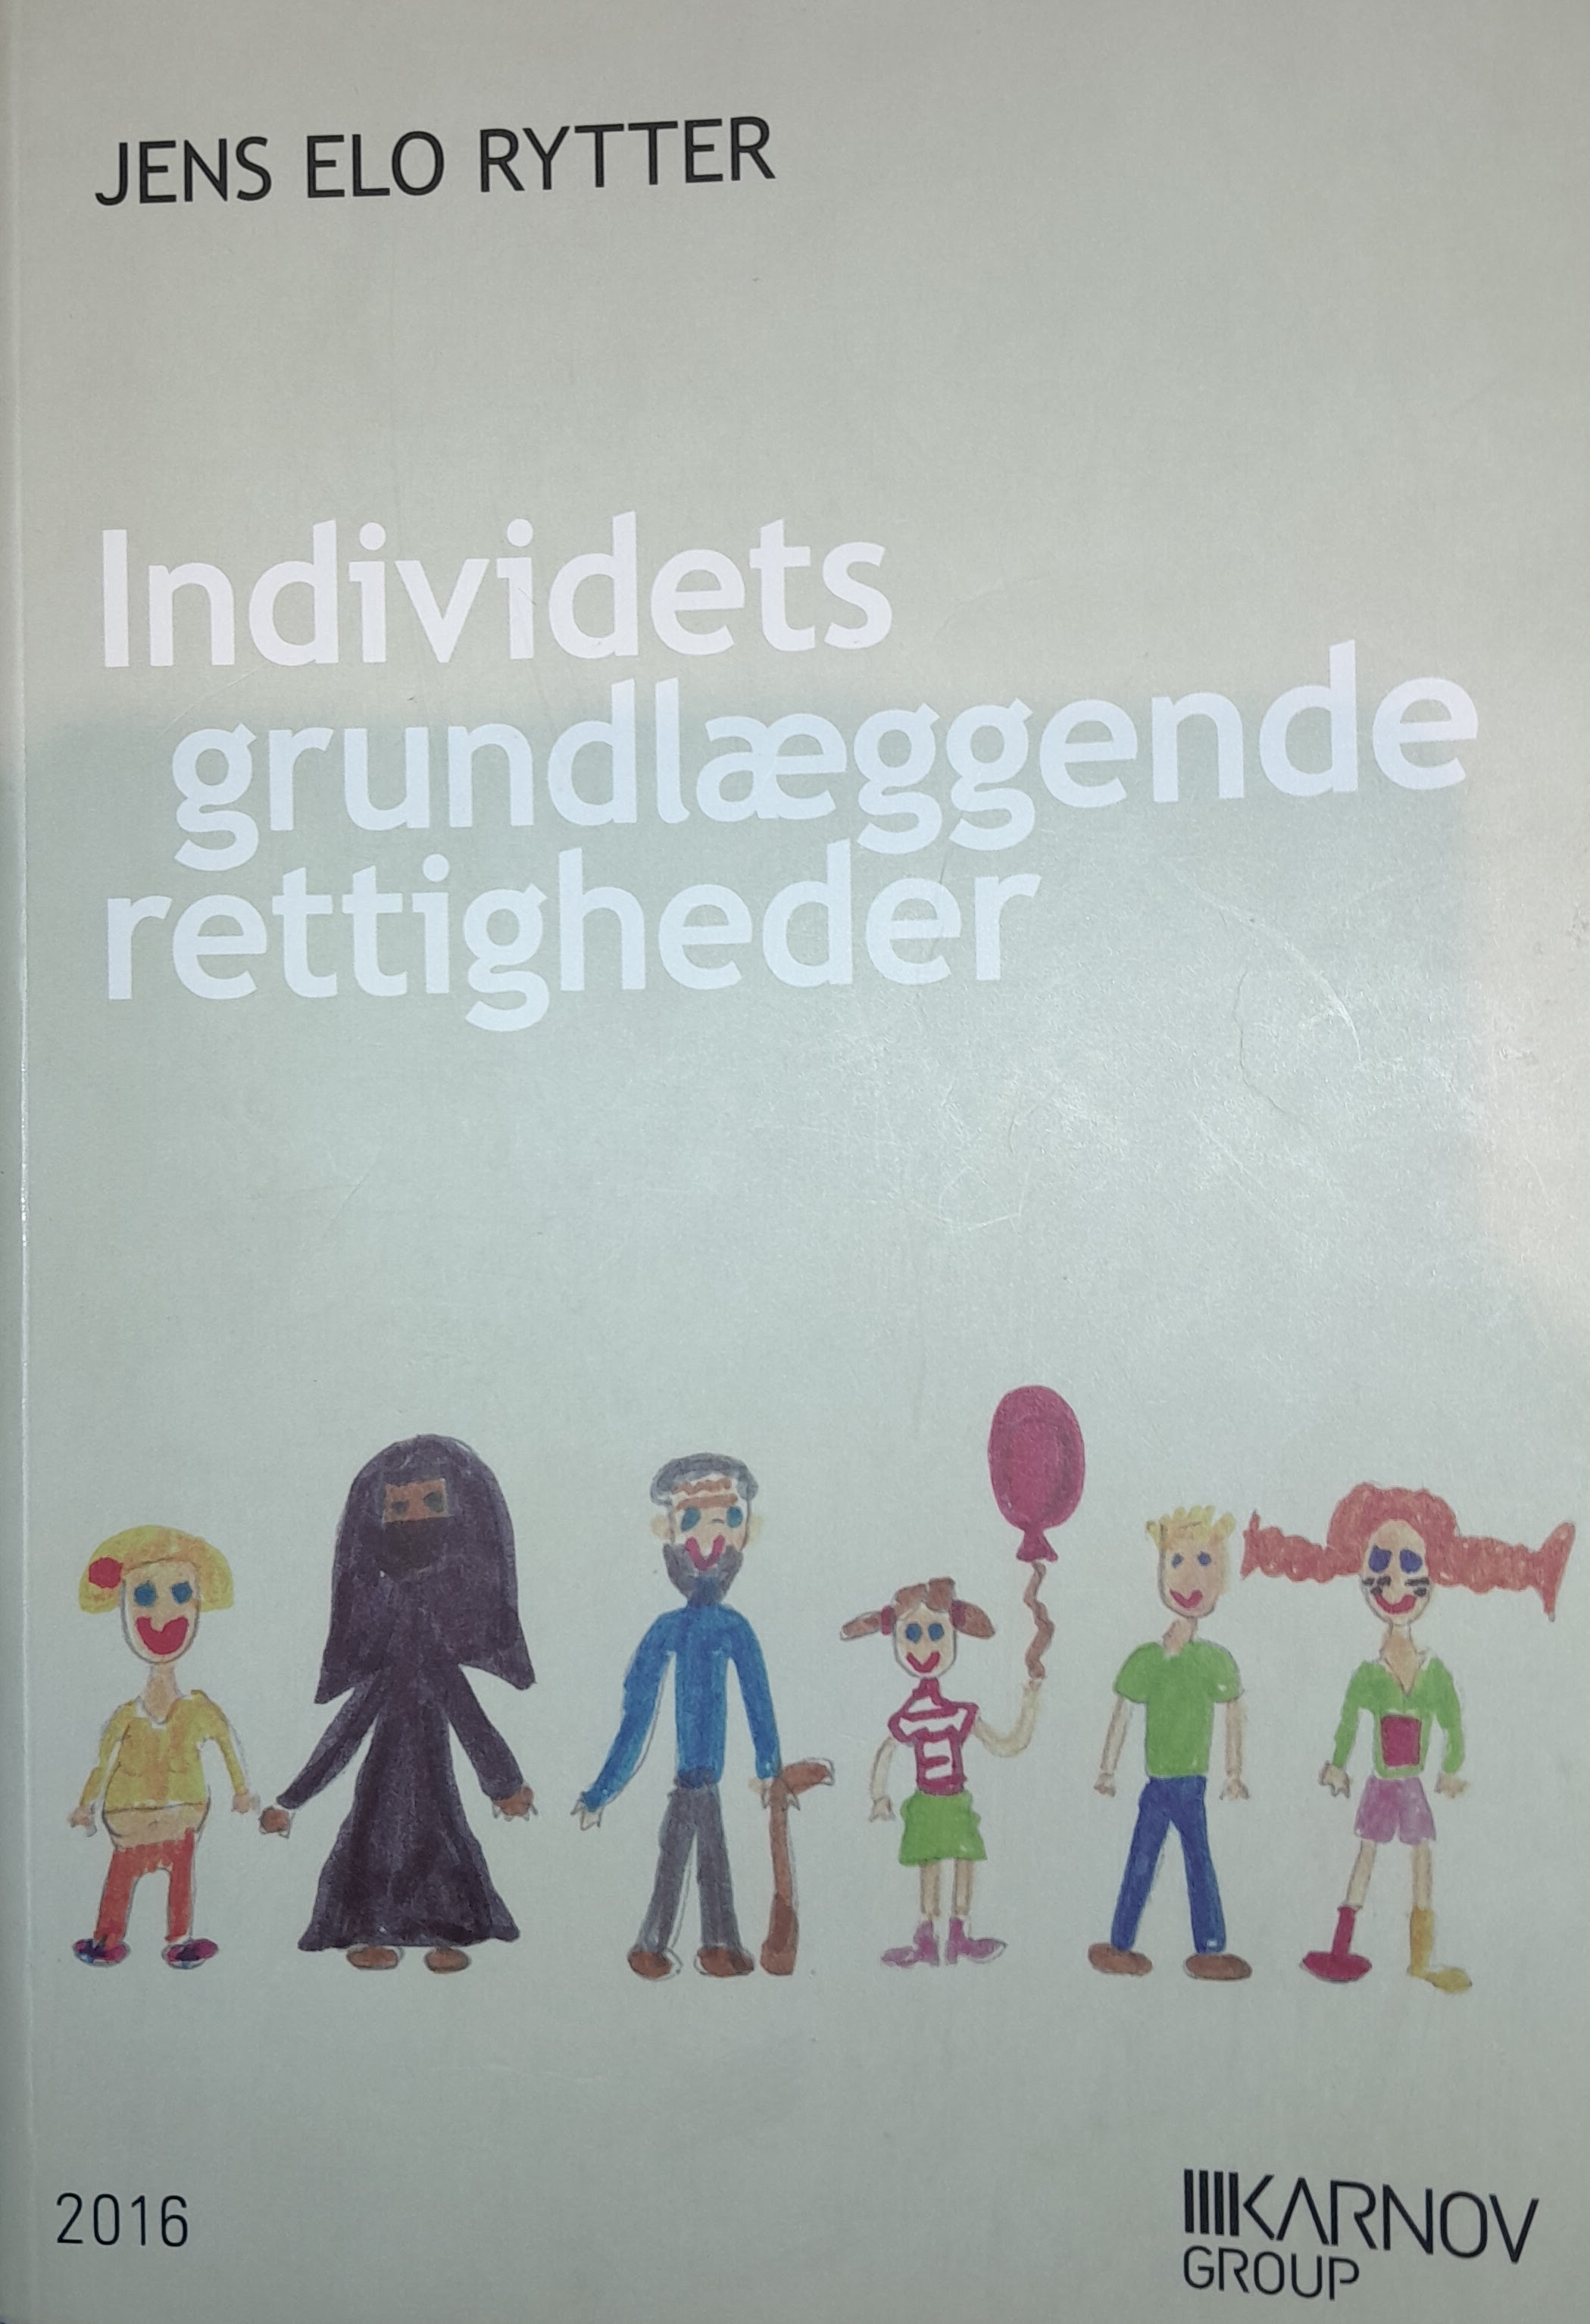 JENS ELO RYTTER
Individets
grundlæggende
rettigheder
2016
KARNOV
GROUP